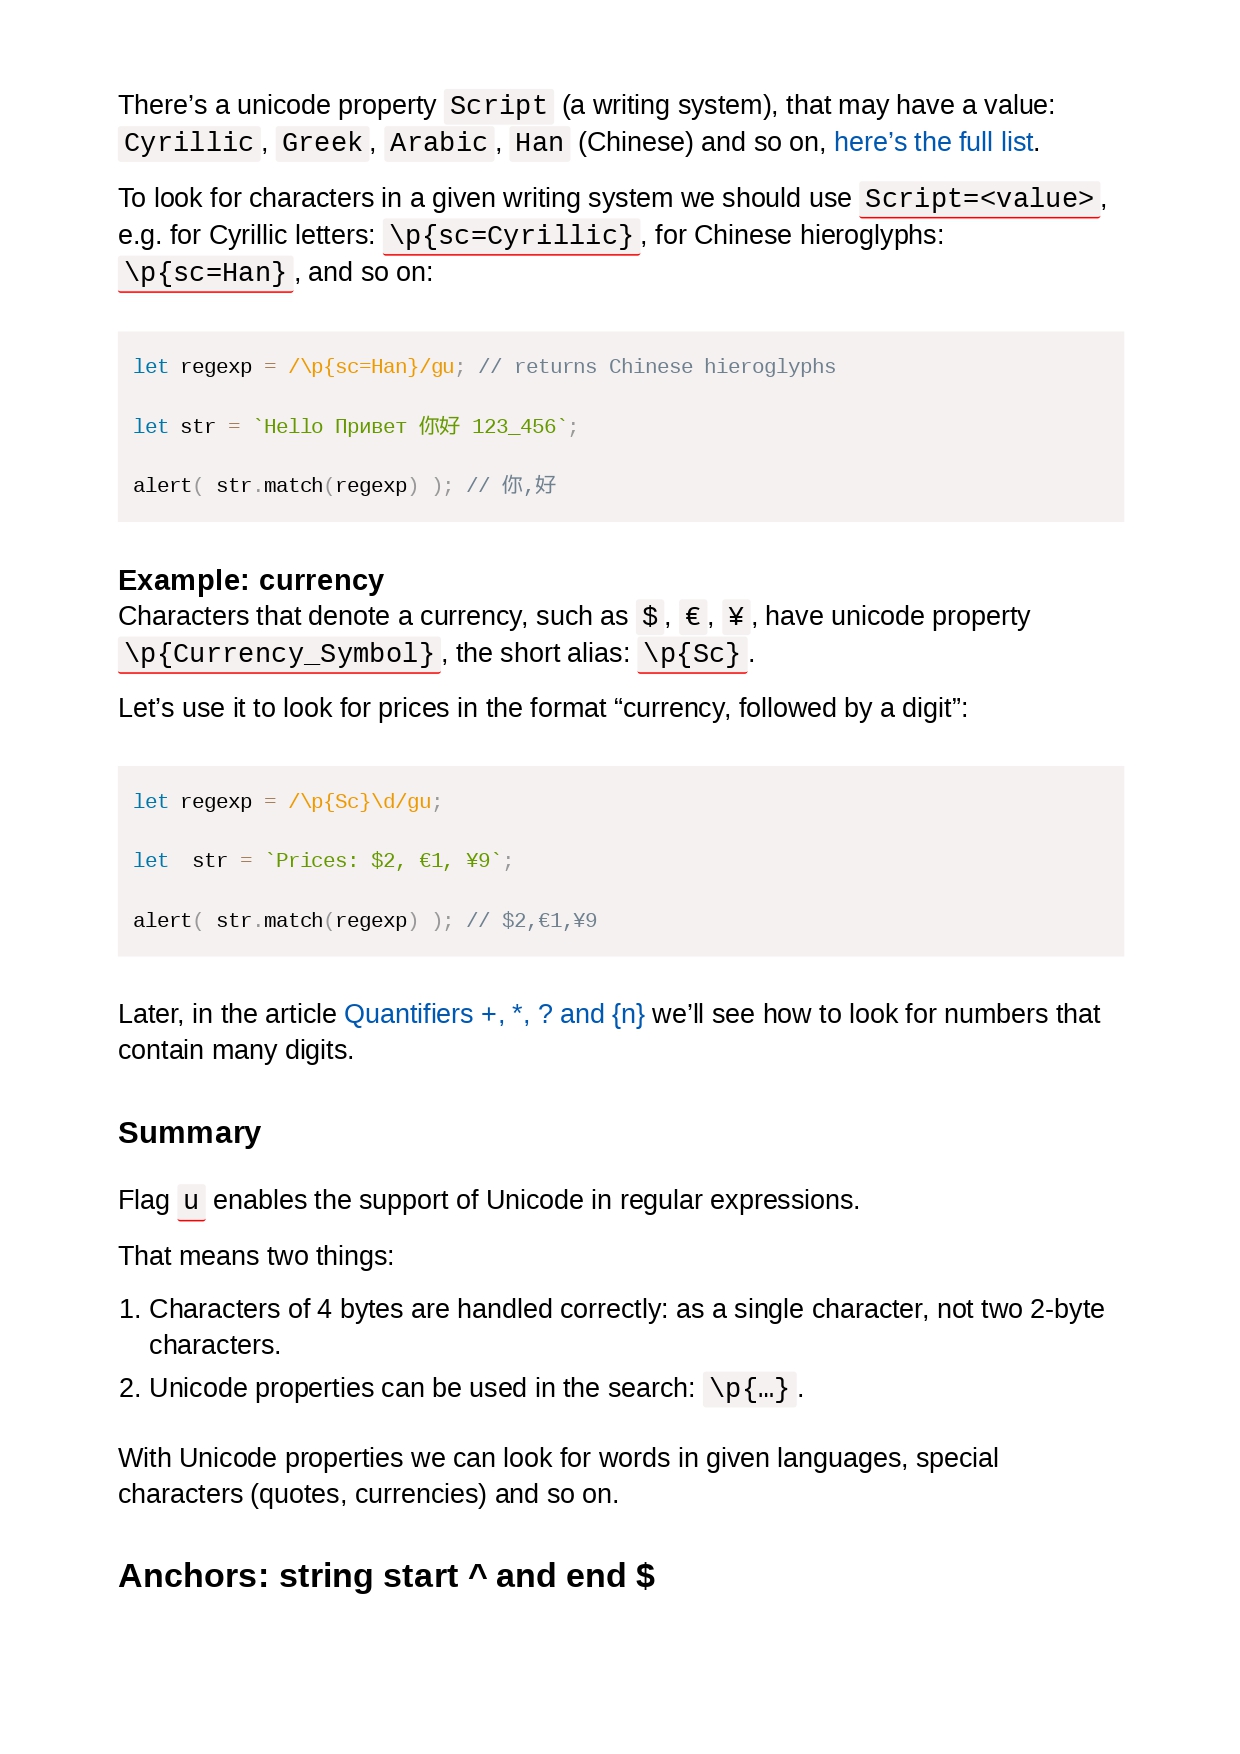 There’s a unicode property Script (a writing system), that may have a value:
Cyrillic, Greek, Arabic, Han (Chinese) and so on, here’s the full list.
To look for characters in a given writing system we should use Script=<value>,
e.g. for Cyrillic letters: \p{sc=Cyrillic}, for Chinese hieroglyphs:
\p{sc=Han}, and so on:
let regexp = /\p{sc=Han}/gu; // returns Chinese hieroglyphs
let str = `Hello Привет 你好 123_456`;
alert( str.match(regexp) ); // 你,好
Example: currency
Characters that denote a currency, such as $, €, ¥, have unicode property
\p{Currency_Symbol}, the short alias: \p{Sc}.
Let’s use it to look for prices in the format “currency, followed by a digit”:
let regexp = /\p{Sc}\d/gu;
let  str = `Prices: $2, €1, ¥9`;
alert( str.match(regexp) ); // $2,€1,¥9
Later, in the article Quantifiers +, *, ? and {n} we’ll see how to look for numbers that
contain many digits.
Summary
Flag u enables the support of Unicode in regular expressions.
That means two things:
1. Characters of 4 bytes are handled correctly: as a single character, not two 2-byte
characters.
2. Unicode properties can be used in the search: \p{…}.
With Unicode properties we can look for words in given languages, special
characters (quotes, currencies) and so on.
Anchors: string start ^ and end $